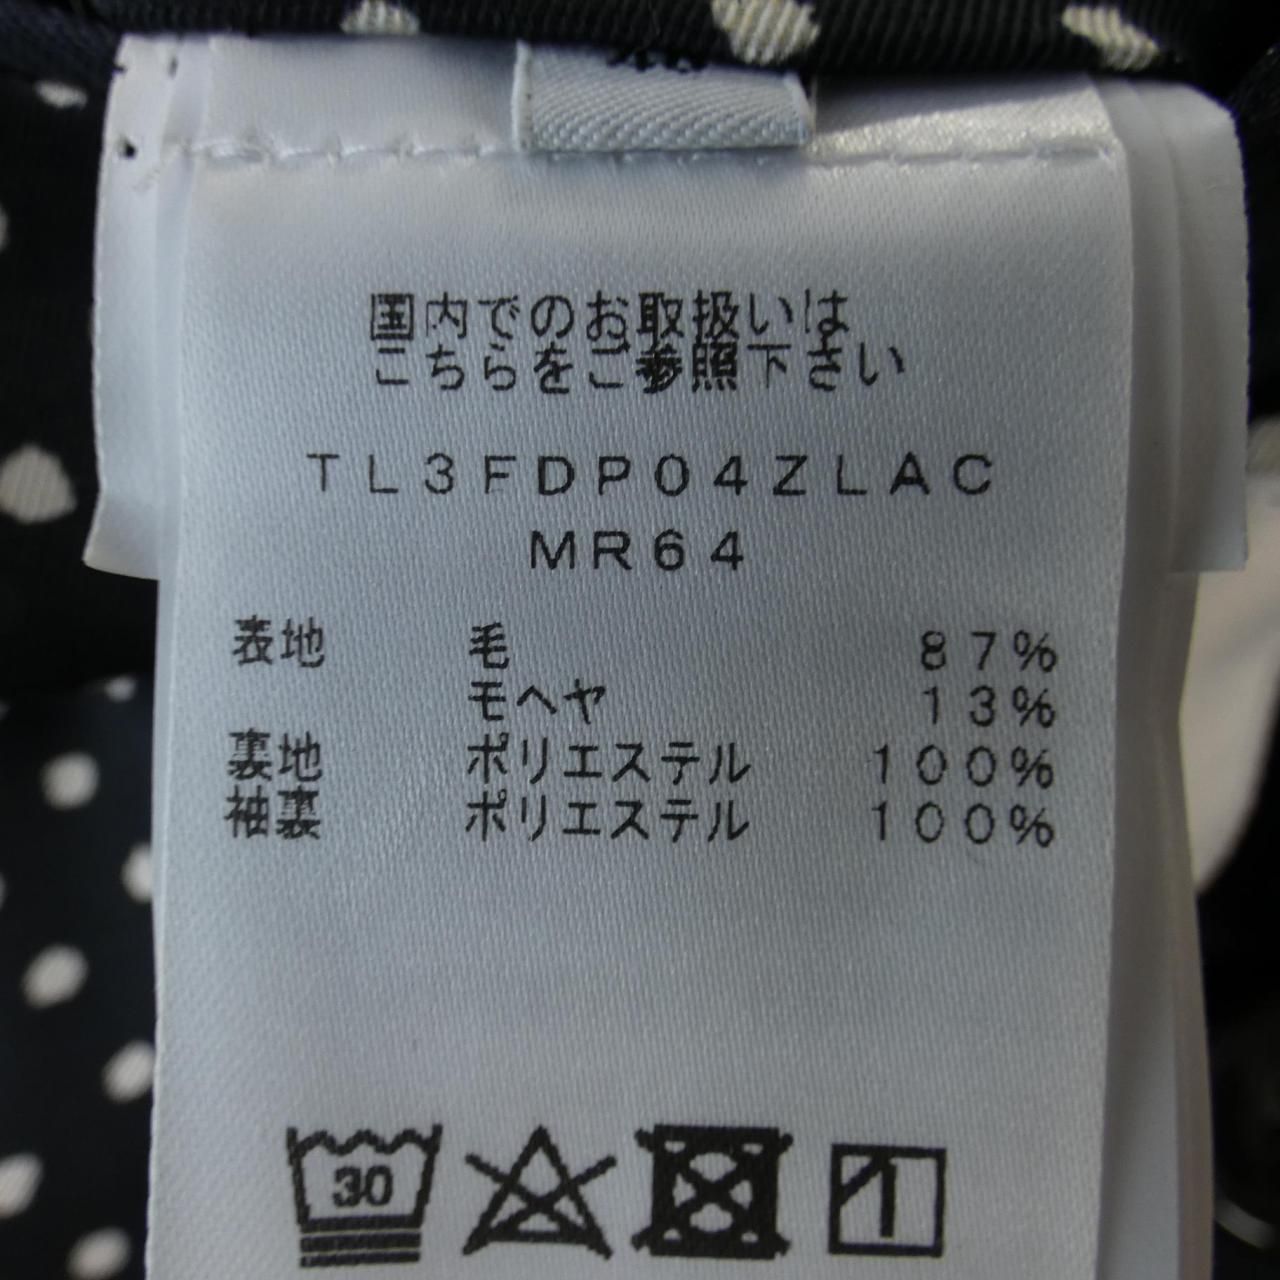 国内でのお取扱いは
こちらをご参照下さい
TL3FDP04ZLAC
MR64
表地 毛 87%
モヘヤ 13%
裏地 ポリエステル 100%
袖裏 ポリエステル 100%
30